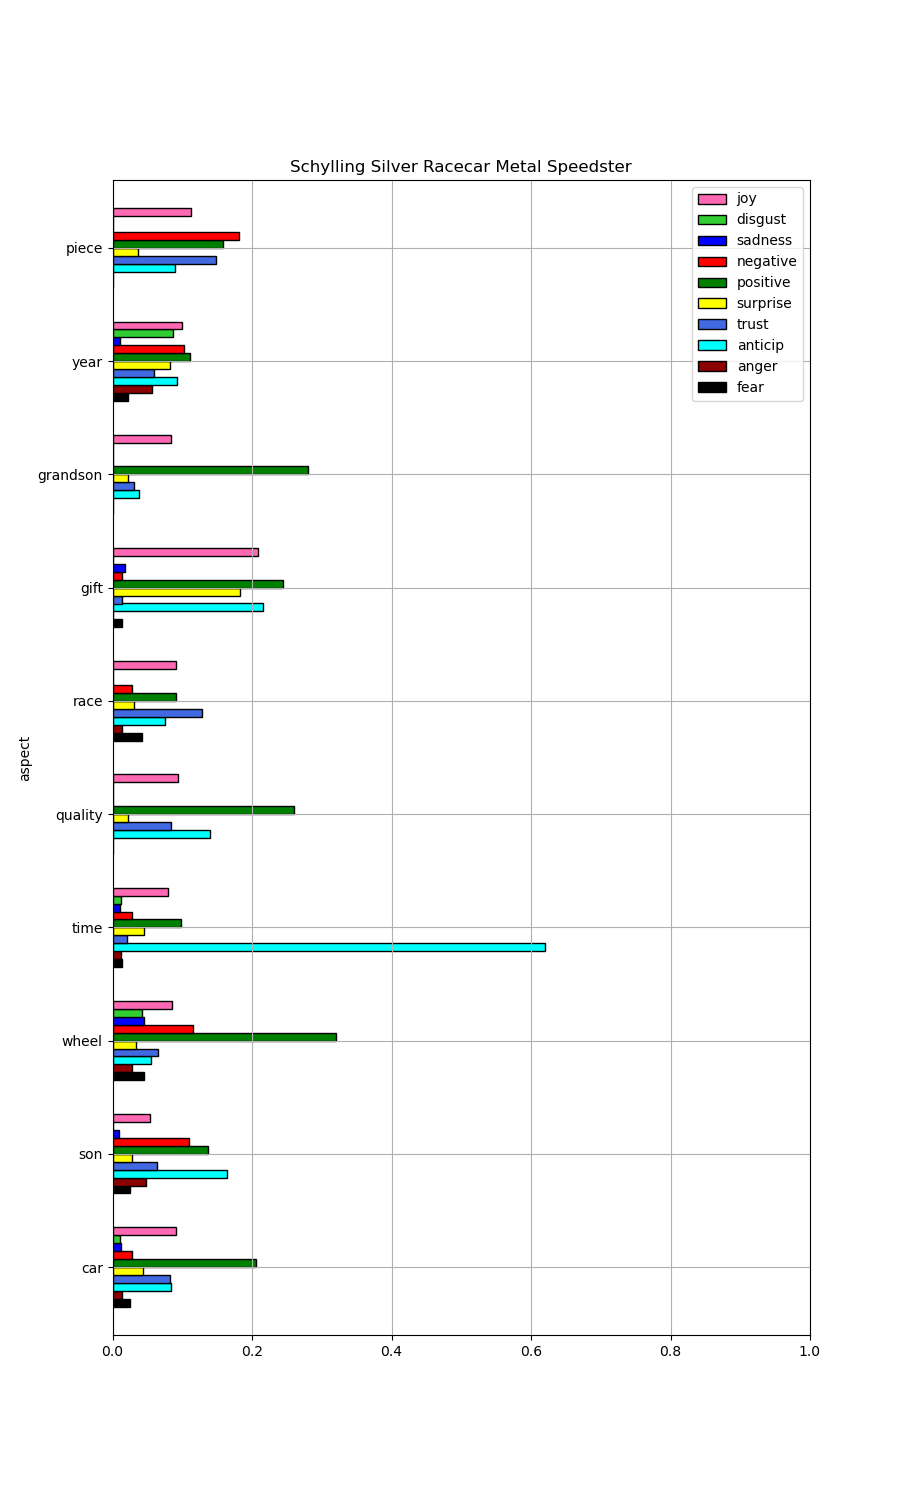 Schylling Silver Racecar Metal Speedster
joy
disgust
sadness
negative
positive
surprise
trust
anticip
anger
fear
piece
year
grandson
gift
race
quality
time
wheel
son
car
aspect
0.0 0.2 0.4 0.6 0.8 1.0